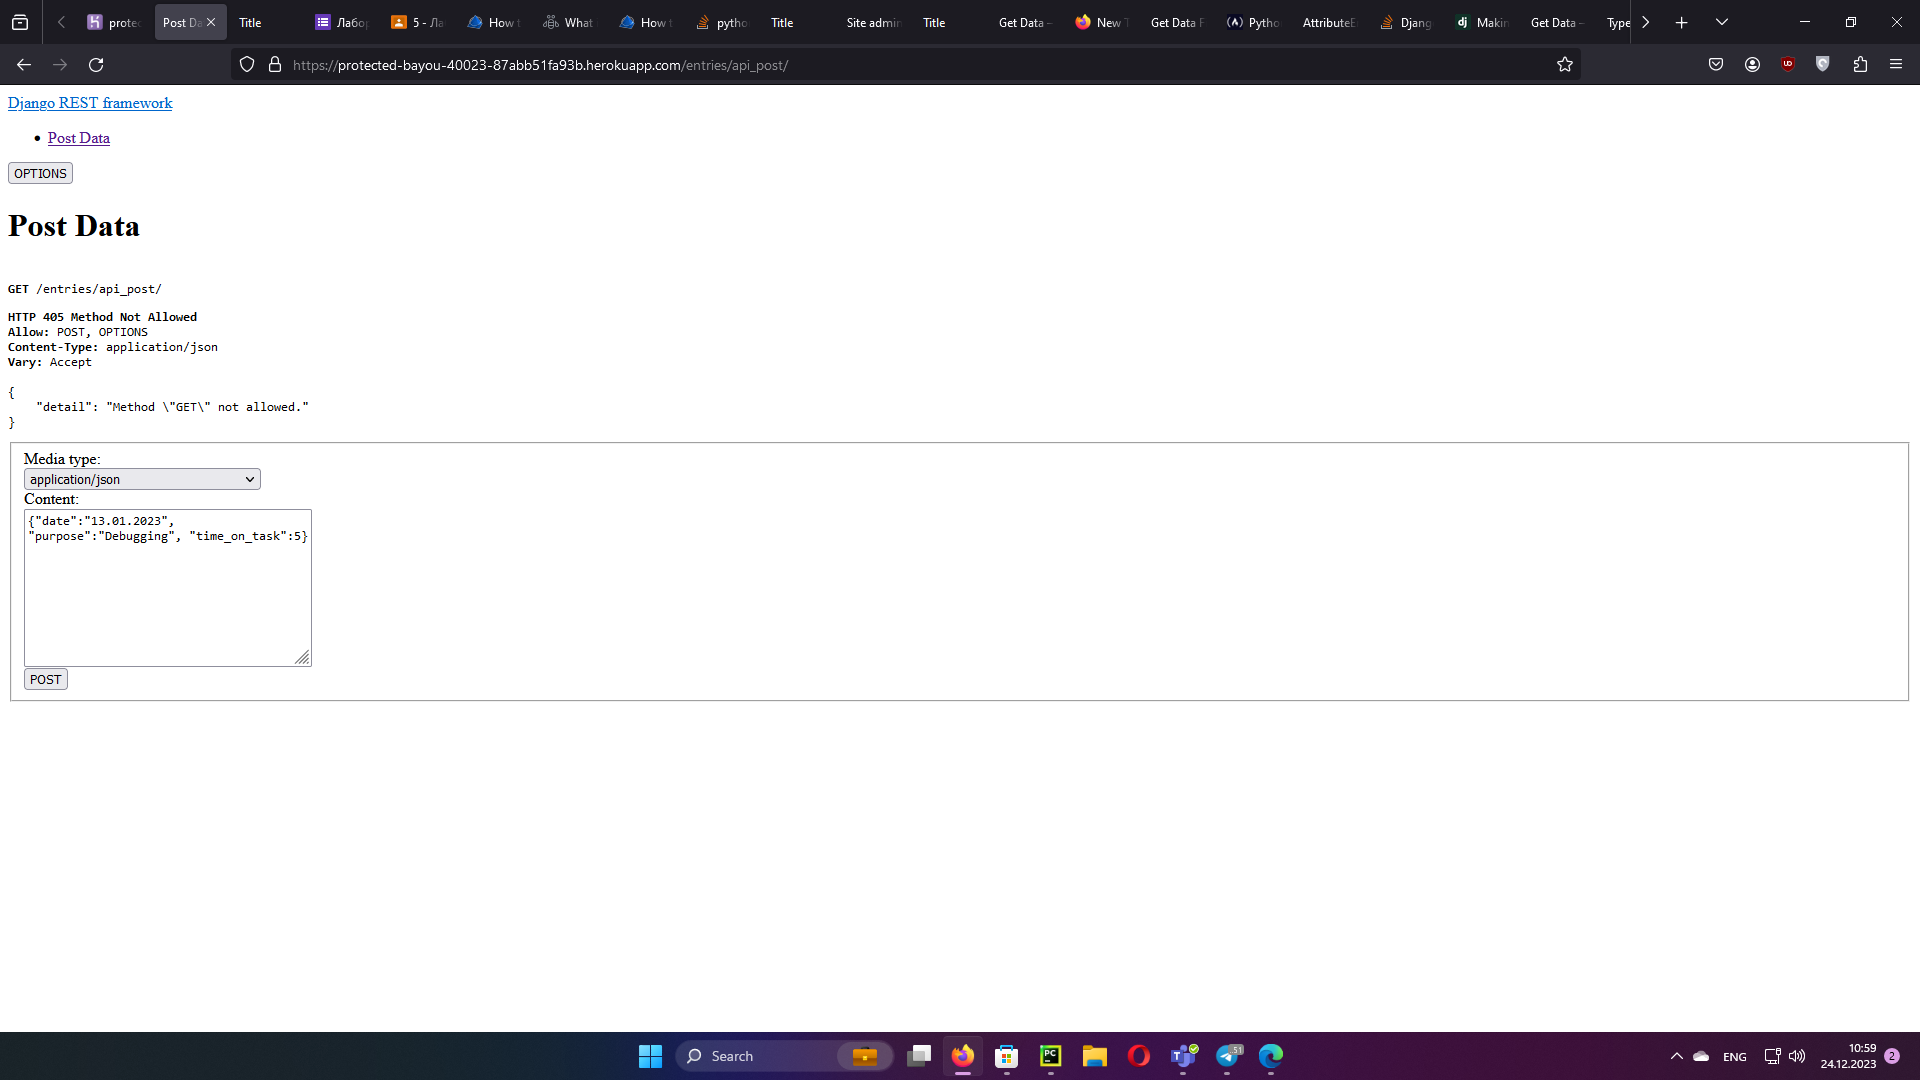 protec
Post Da
Title
Лабор
5 - Ла
How t
What
How t
pytho
Title
Site admin
Title
Get Data –
New T
Get Data F
Pytho
AttributeE
Djang
Makin
Get Data –
Type
https://protected-bayou-40023-87abb51fa93b.herokuapp.com/entries/api_post/
Django REST framework
Post Data
OPTIONS
Post Data
GET /entries/api_post/
HTTP 405 Method Not Allowed
Allow: POST, OPTIONS
Content-Type: application/json
Vary: Accept
{
"detail": "Method \"GET\" not allowed."
}
Media type:
application/json
Content:
{"date":"13.01.2023",
"purpose":"Debugging", "time_on_task":5}
POST
Search
51
ENG
10:59
24.12.2023
2